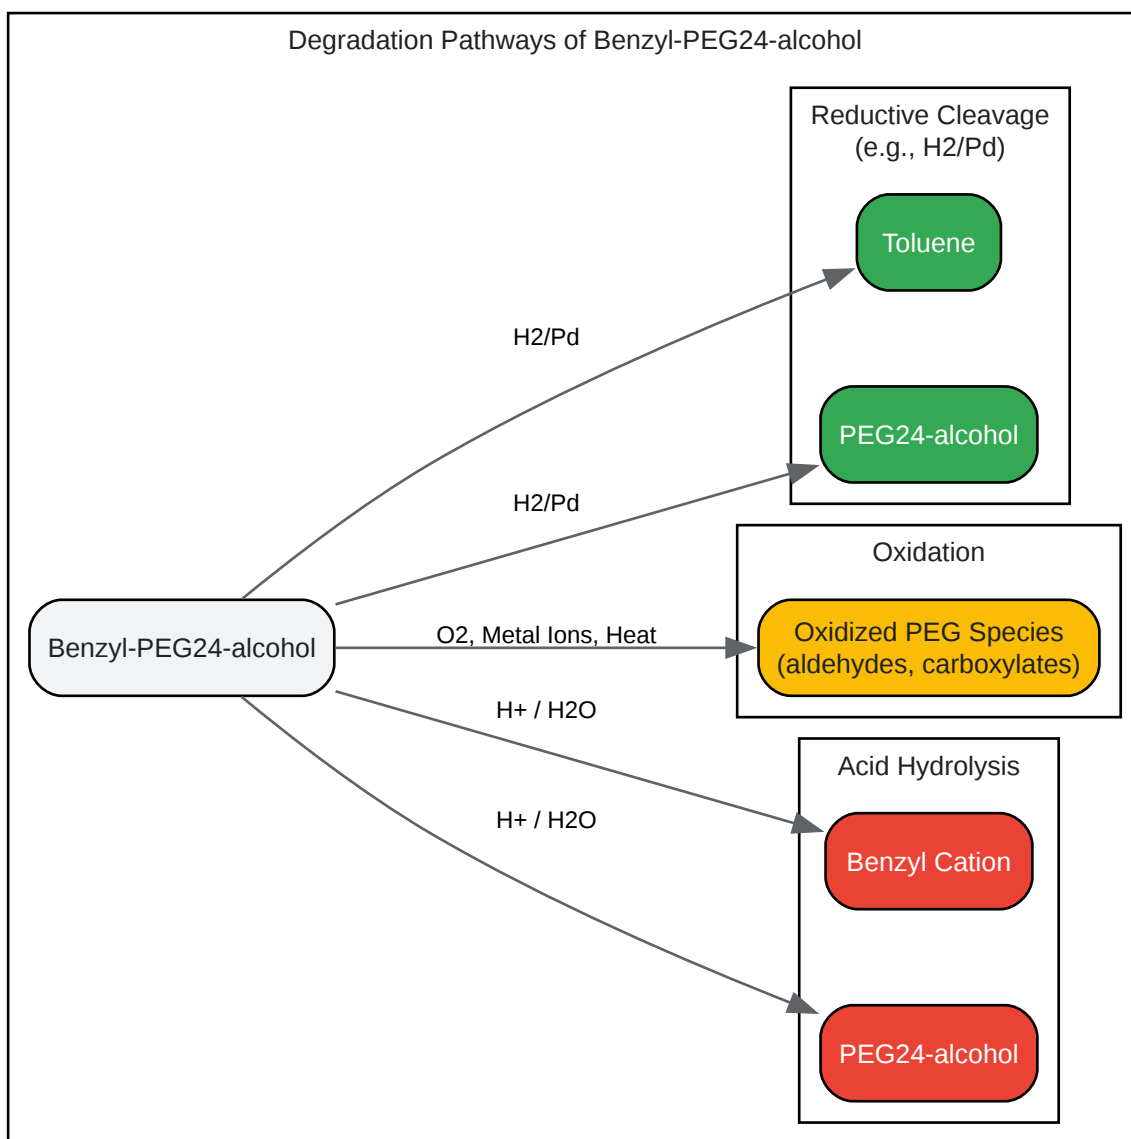 Degradation Pathways of Benzyl-PEG24-alcohol
Reductive Cleavage
(e.g., H2/Pd)
Toluene
H2/Pd
PEG24-alcohol
H2/Pd
Oxidation
Benzyl-PEG24-alcohol
O2, Metal Ions, Heat
Oxidized PEG Species
(aldehydes, carboxylates)
H+ / H2O
Acid Hydrolysis
H+ / H2O
Benzyl Cation
PEG24-alcohol